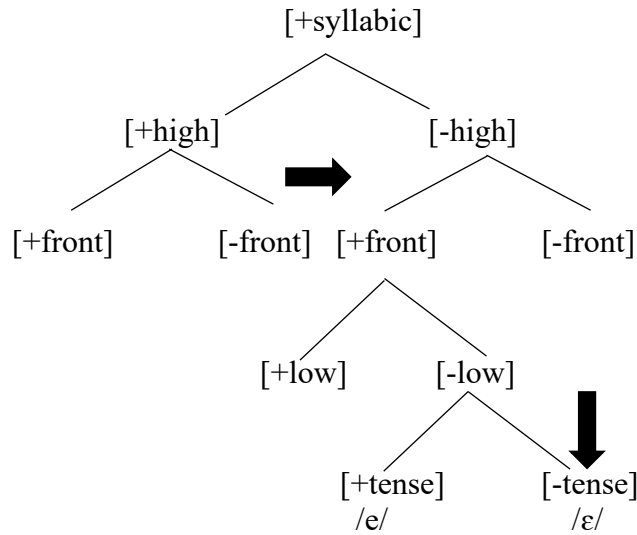 [+syllabic]
[+high] [-high]
[+front] [-front] [+front] [-front]
[+low] [-low]
[+tense] [-tense]
/e/ /ɛ/